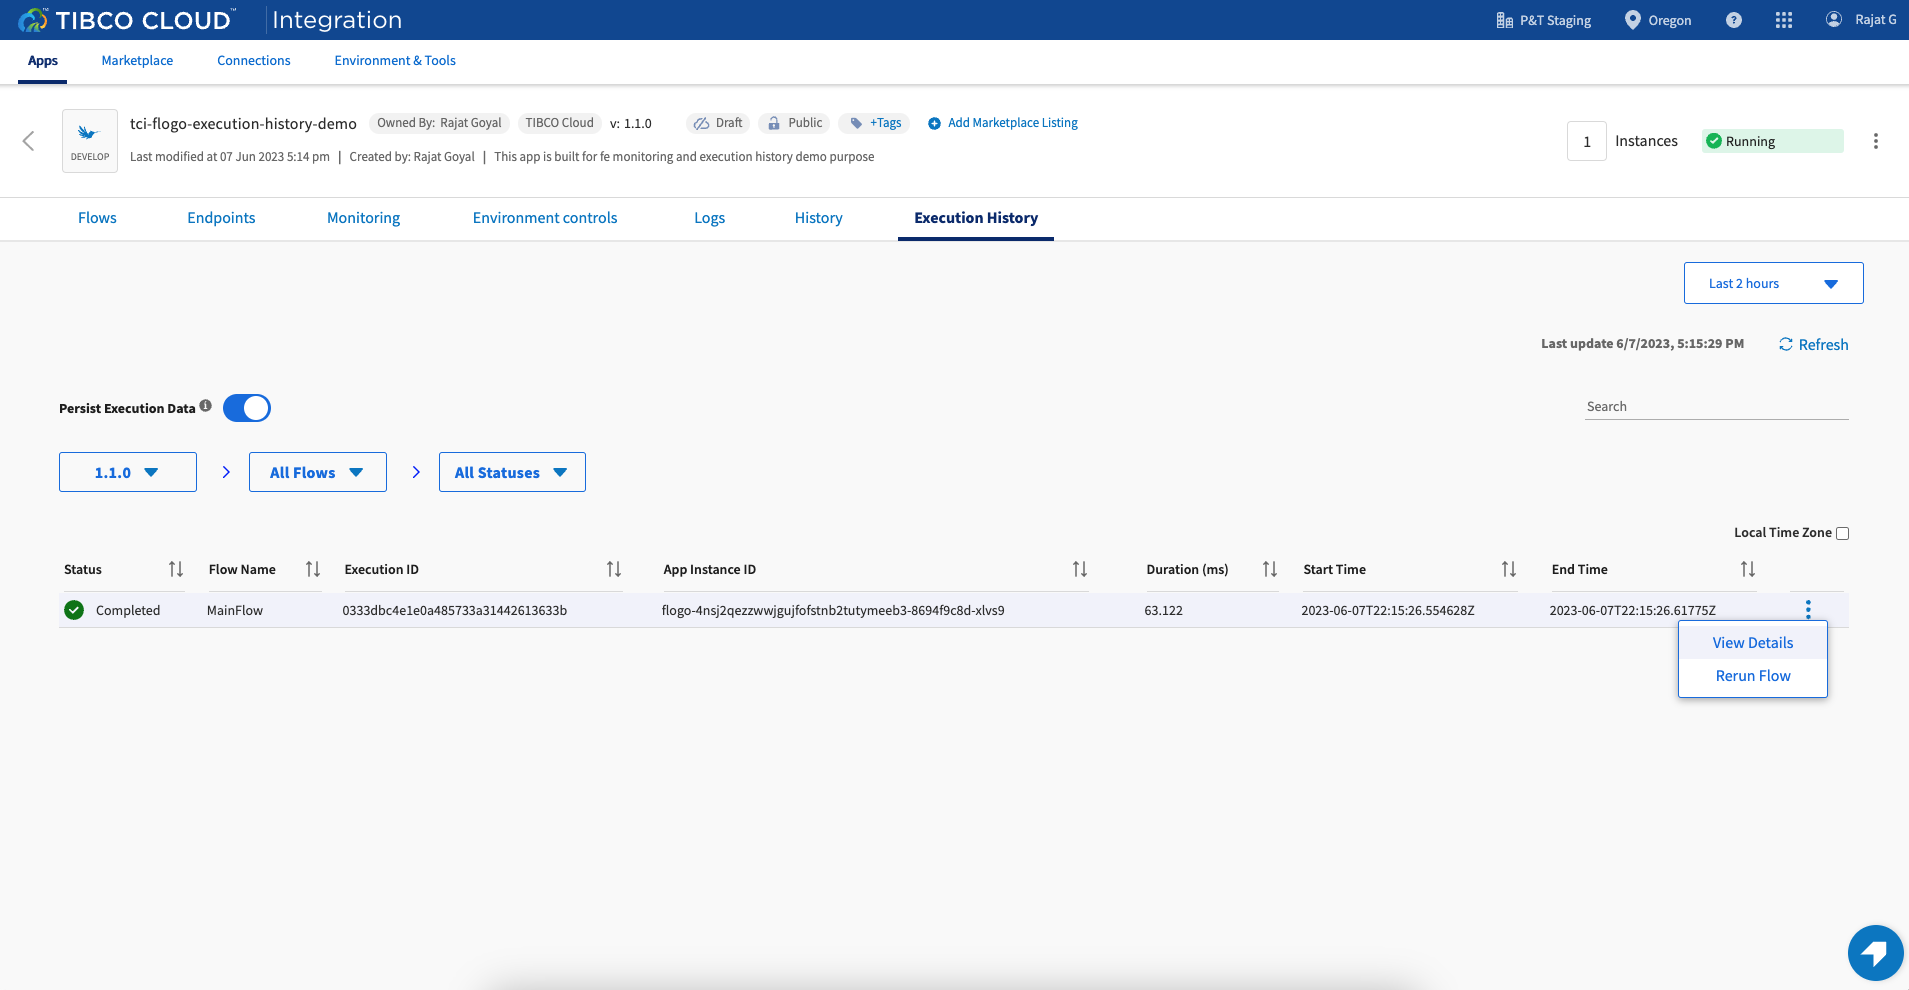 TIBCO CLOUD™ Integration
P&T Staging Oregon ? Rajat G
Apps Marketplace Connections Environment & Tools
DEVELOP
tci-flogo-execution-history-demo Owned By: Rajat Goyal TIBCO Cloud v: 1.1.0 Draft Public +Tags Add Marketplace Listing
Last modified at 07 Jun 2023 5:14 pm | Created by: Rajat Goyal | This app is built for fe monitoring and execution history demo purpose
1 Instances Running
Flows Endpoints Monitoring Environment controls Logs History Execution History
Last 2 hours
Last update 6/7/2023, 5:15:29 PM Refresh
Persist Execution Data i
Search
1.1.0 > All Flows > All Statuses
Local Time Zone
Status Flow Name Execution ID App Instance ID Duration (ms) Start Time End Time
Completed MainFlow 0333dbc4e1e0a485733a31442613633b flogo-4nsj2qezzwwjgujfofstnb2tutymeeb3-8694f9c8d-xlvs9 63.122 2023-06-07T22:15:26.554628Z 2023-06-07T22:15:26.61775Z
View Details
Rerun Flow